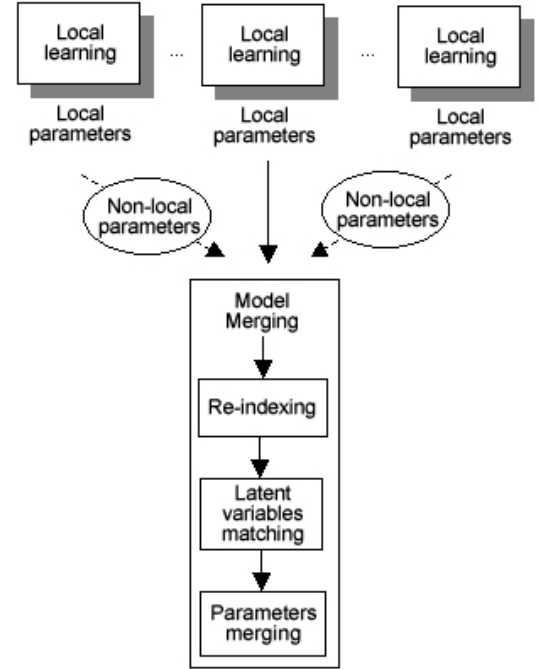 Local
learning
...
Local
learning
...
Local
learning
Local
parameters
Local
parameters
Local
parameters
Non-local
parameters
Non-local
parameters
Model
Merging
Re-indexing
Latent
variables
matching
Parameters
merging